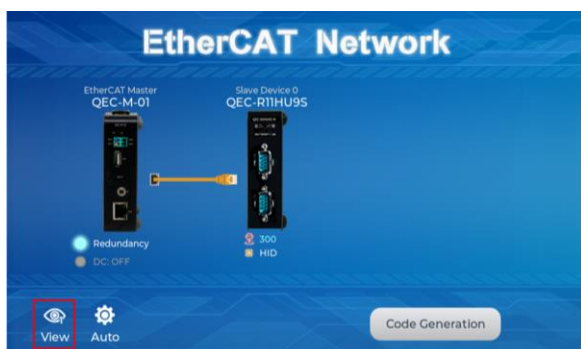 EtherCAT Network
EtherCAT Master
QEC-M-01
Slave Device 0
QEC-R11HU9S
Redundancy
DC: OFF
300
HID
View
Auto
Code Generation